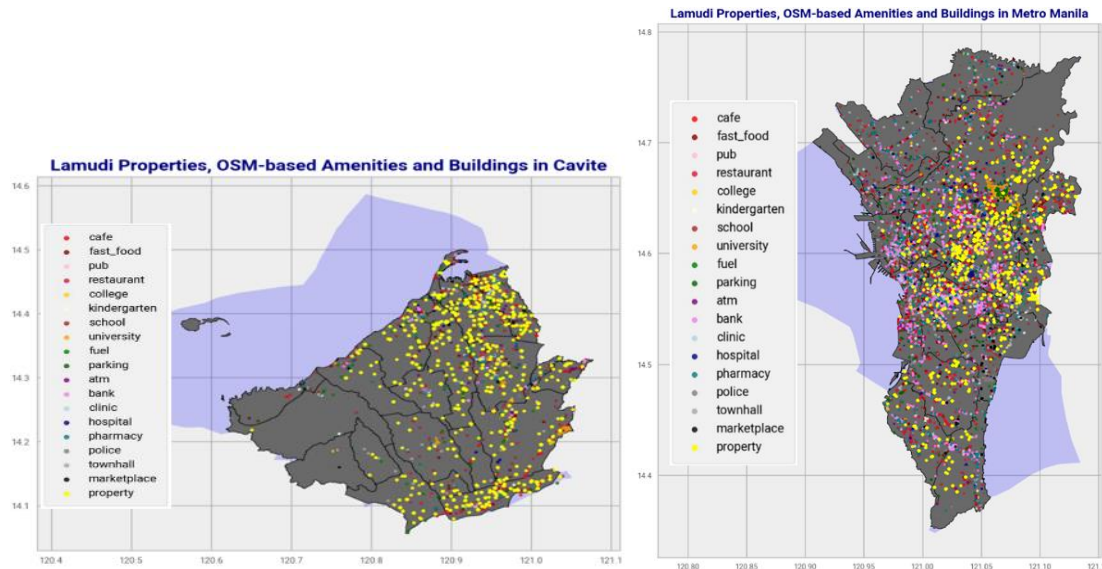 Lamudi Properties, OSM-based Amenities and Buildings in Cavite
14.6
14.5
14.4
14.3
14.2
14.1
cafe
fast_food
pub
restaurant
college
kindergarten
school
university
fuel
parking
atm
bank
clinic
hospital
pharmacy
police
townhall
marketplace
property
120.4
120.5
120.6
120.7
120.8
120.9
121.0
121.1
Lamudi Properties, OSM-based Amenities and Buildings in Metro Manila
14.8
14.7
14.6
14.5
14.4
cafe
fast_food
pub
restaurant
college
kindergarten
school
university
fuel
parking
atm
bank
clinic
hospital
pharmacy
police
townhall
marketplace
property
120.80
120.85
120.90
120.95
121.00
121.05
121.10